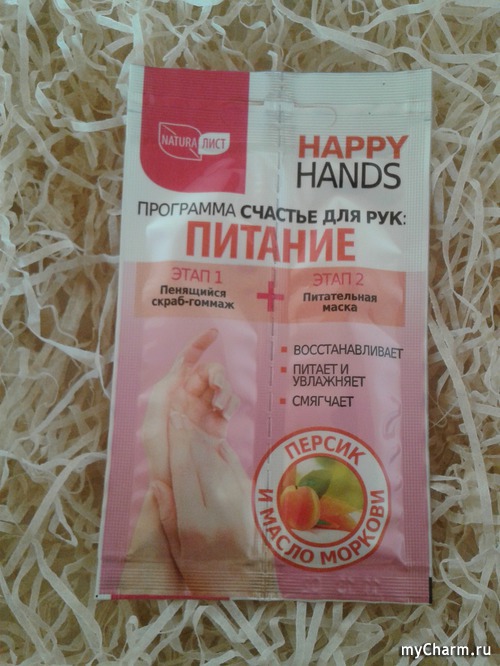 NATURA ЛИСТ
HAPPY
HANDS
ПРОГРАММА СЧАСТЬЕ ДЛЯ РУК:
ПИТАНИЕ
ЭТАП 1
Пенящийся
скраб-гоммаж
+
ЭТАП 2
Питательная
маска
ВОССТАНАВЛИВАЕТ
ПИТАЕТ И
УВЛАЖНЯЕТ
СМЯГЧАЕТ
ПЕРСИК
И МАСЛО МОРКОВИ
myCharm.ru